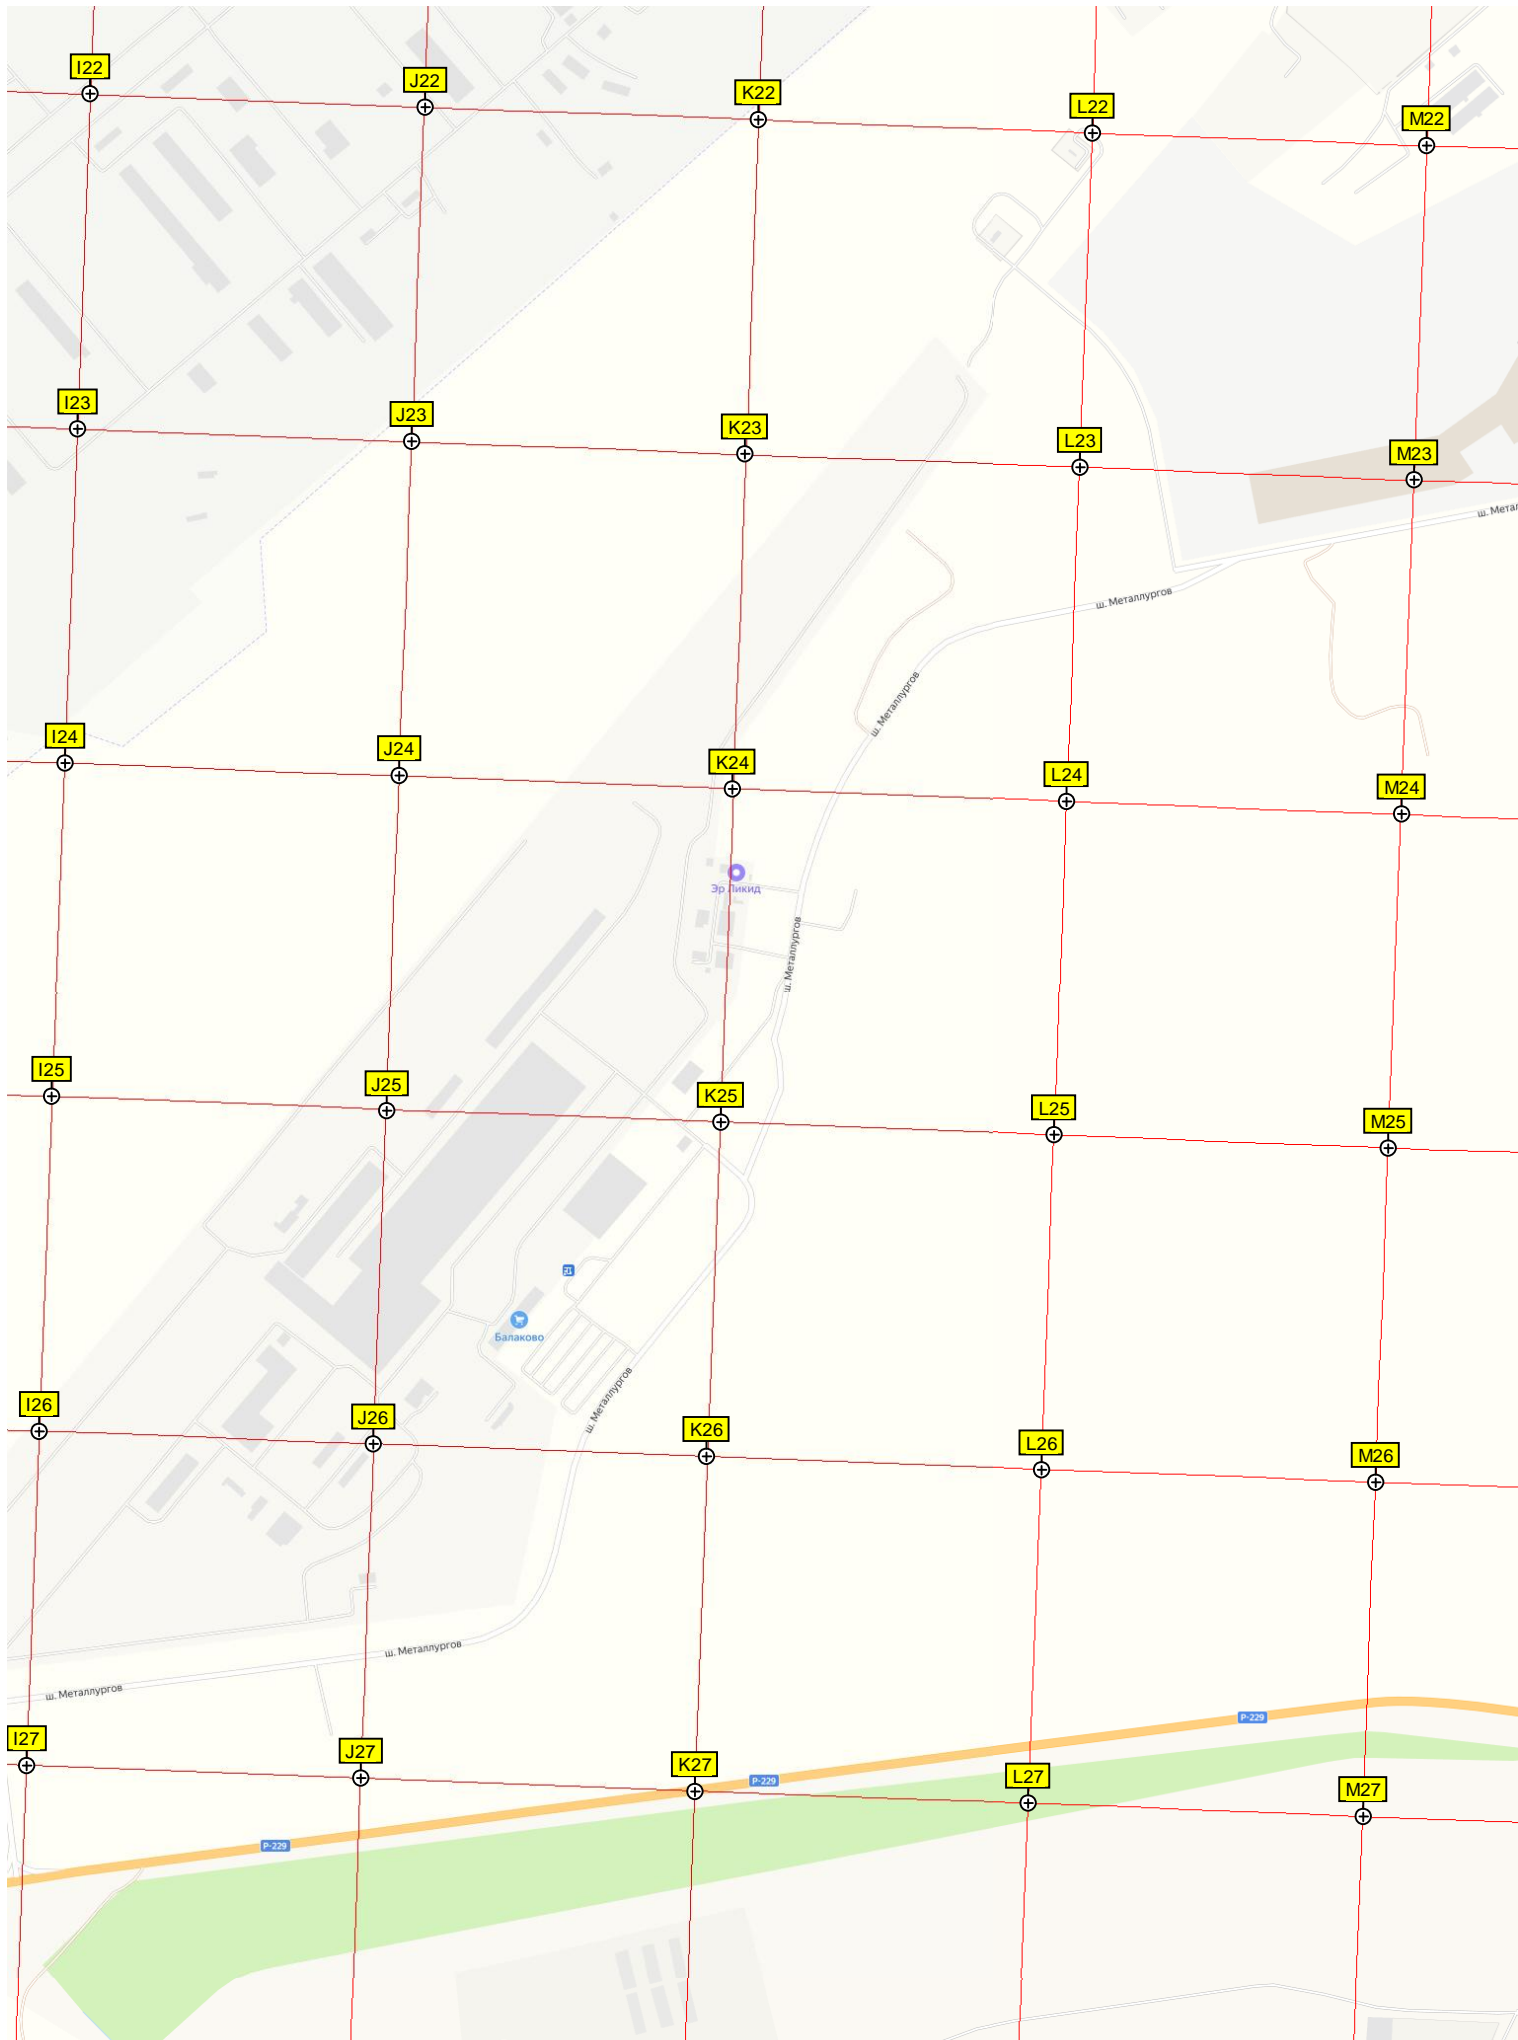 I22
J22
K22
L22
M22
I23
J23
K23
L23
M23
ш. Метал
ш. Металлургов
ш. Металлургов
I24
J24
K24
L24
M24
Эр Ликид
ш. Металлургов
I25
J25
K25
L25
M25
Балаково
ш. Металлургов
I26
J26
K26
L26
M26
ш. Металлургов
ш. Металлургов
P-229
I27
J27
K27
P-229
L27
M27
P-229